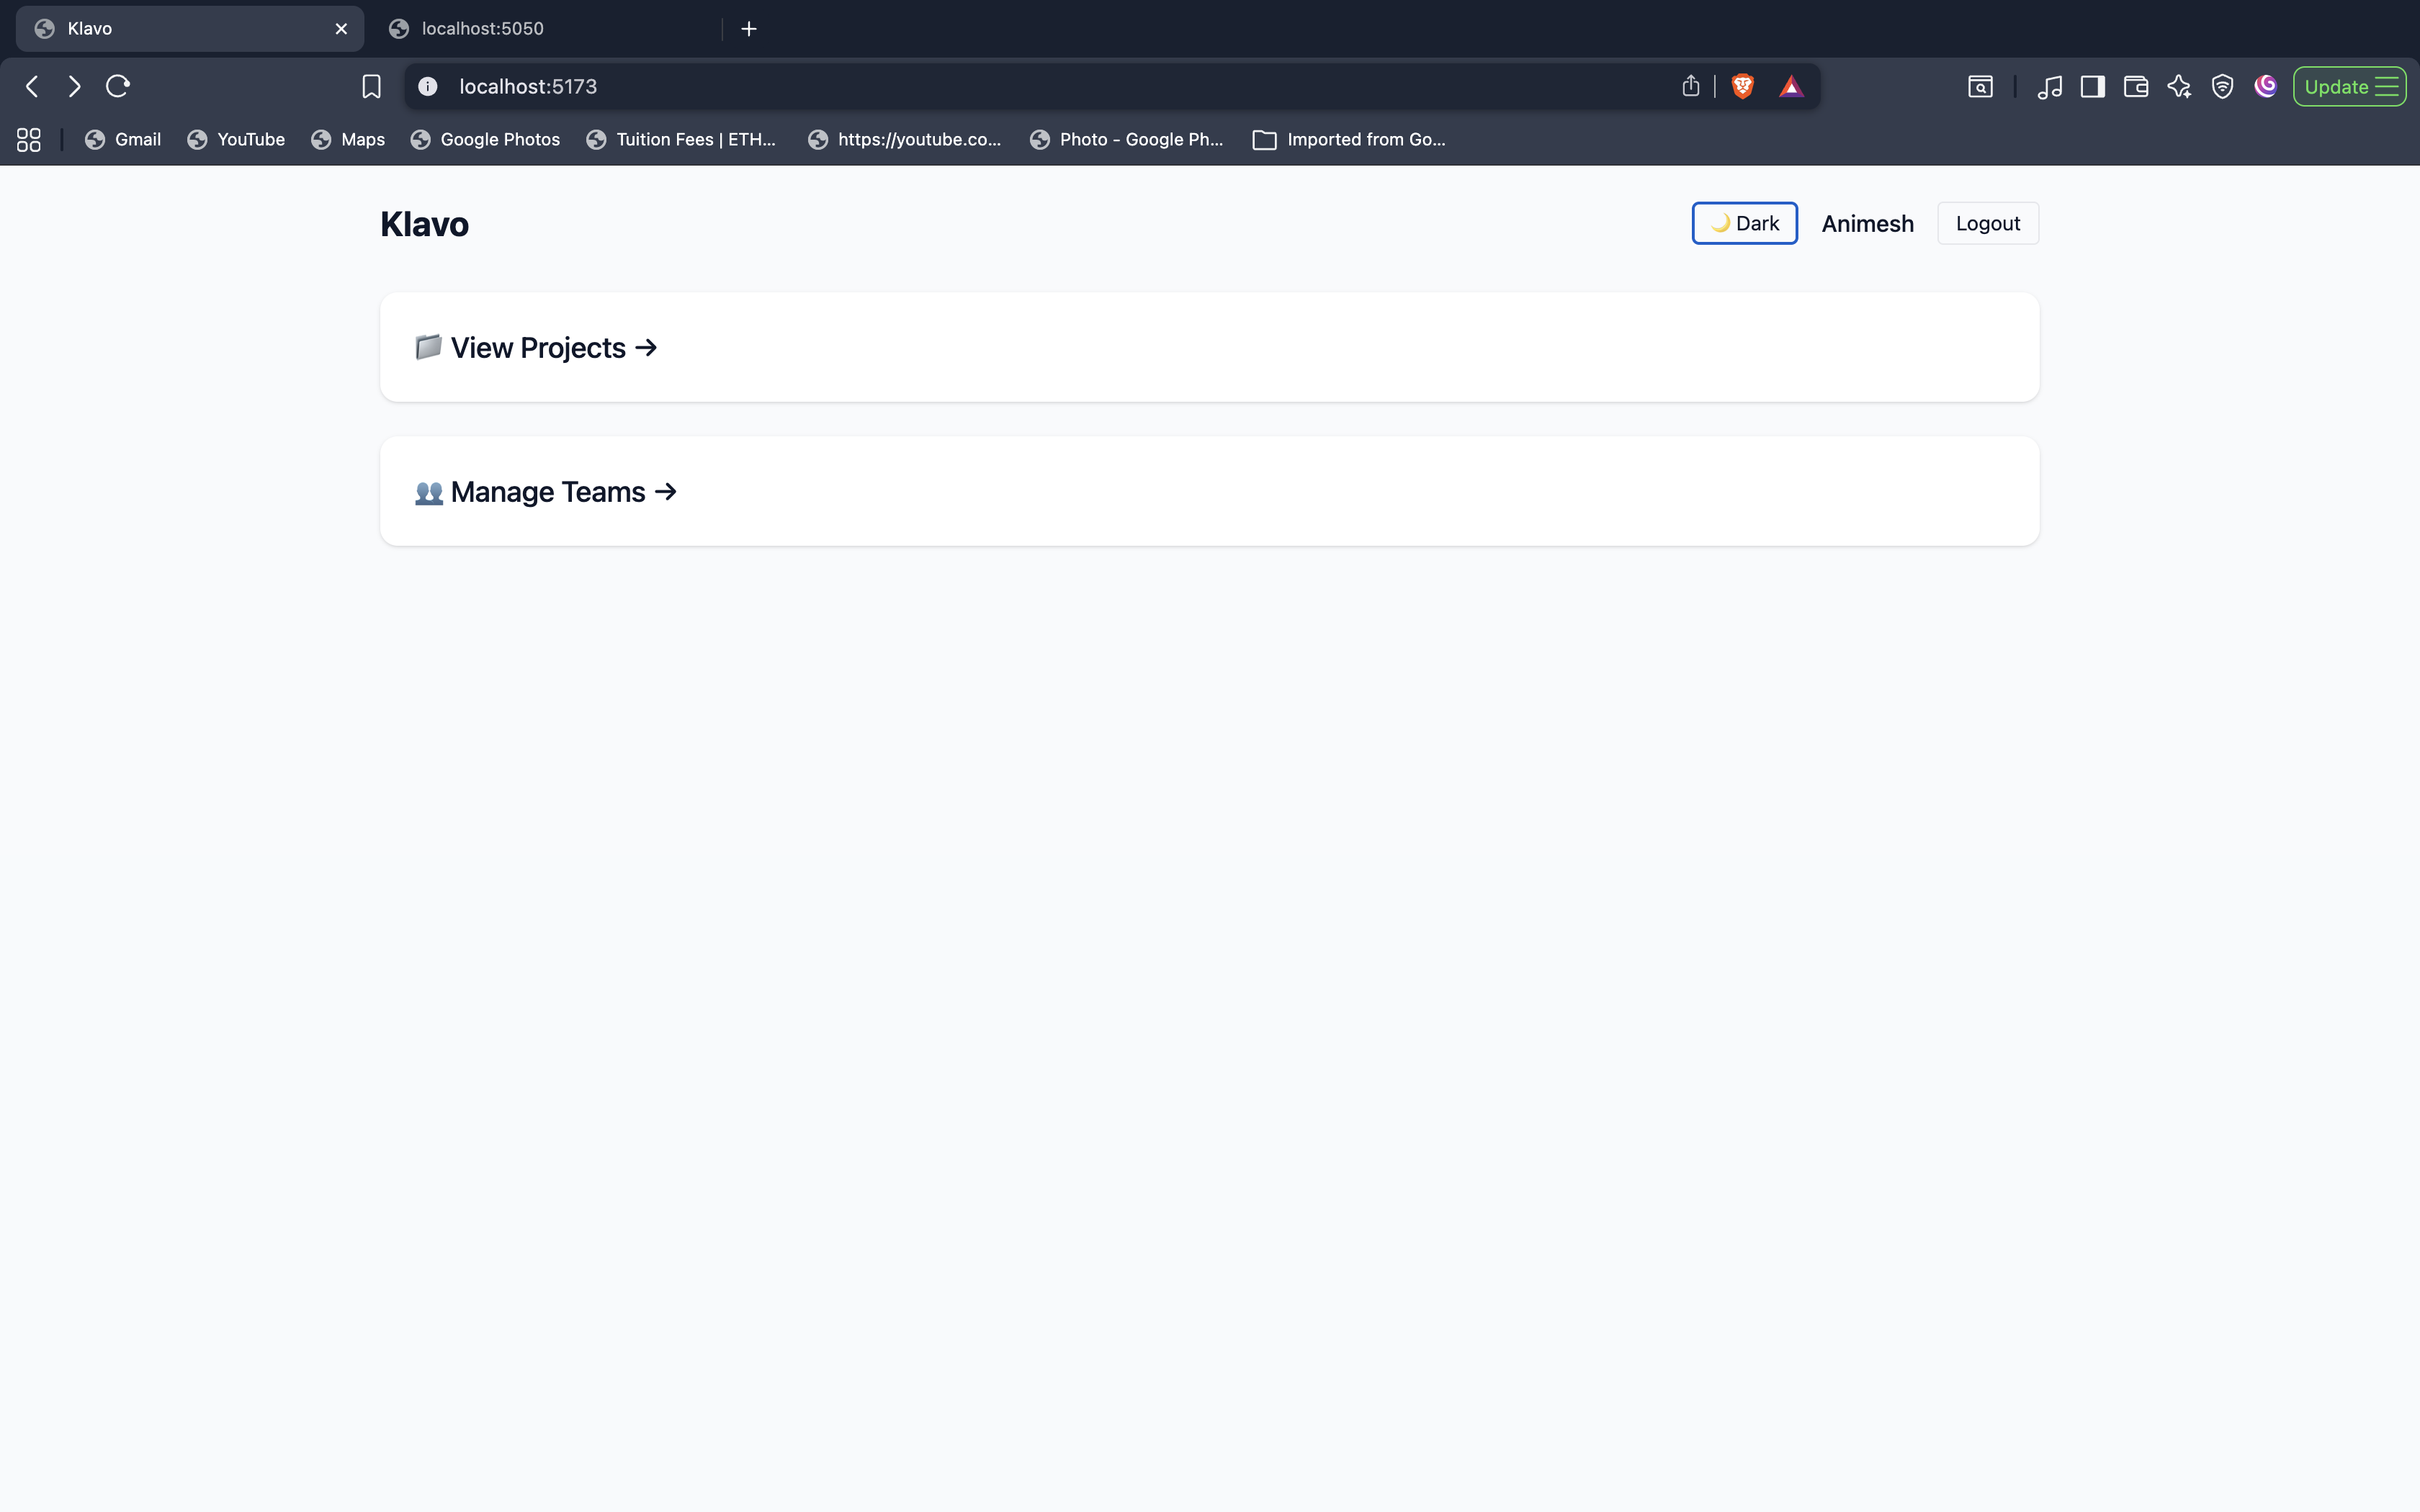 Klavo
localhost:5050
localhost:5173
Update
Gmail
YouTube
Maps
Google Photos
Tuition Fees | ETH...
https://youtube.co...
Photo - Google Ph...
Imported from Go...
Klavo
🌙 Dark
Animesh
Logout
📁 View Projects →
👥 Manage Teams →